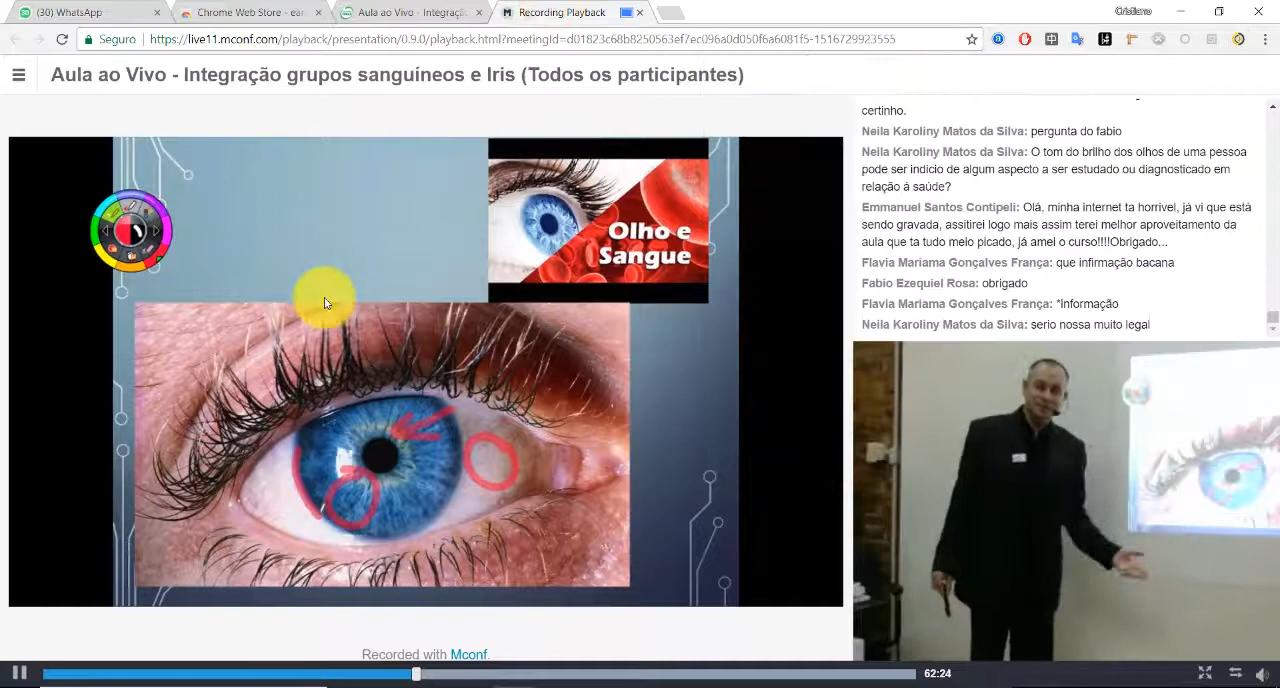 (30) WhatsApp
Chrome Web Store - ear
Aula ao Vivo - Integração
Recording Playback
Cristiano
Seguro
https://live11.mconf.com/playback/presentation/0.9.0/playback.html?meetingId=d01823c68b8250563ef7ec096a0d050f6a6081f5-1516729923555
Aula ao Vivo - Integração grupos sanguíneos e Iris (Todos os participantes)
Olho e
Sangue
certinho.
Neila Karoliny Matos da Silva: pergunta do fabio
Neila Karoliny Matos da Silva: O tom do brilho dos olhos de uma pessoa
pode ser indicio de algum aspecto a ser estudado ou diagnosticado em
relação á saúde?
Emmanuel Santos Contipeli: Olá, minha internet ta horrivel, já vi que está
sendo gravada, assitirei logo mais assim terei melhor aproveitamento da
aula que ta tudo meio picado, já amei o curso!!!!Obrigado...
Flavia Mariama Gonçalves França: que infirmação bacana
Fabio Ezequiel Rosa: obrigado
Flavia Mariama Gonçalves França: *informação
Neila Karoliny Matos da Silva: serio nossa muito legal
Recorded with Mconf.
62:24